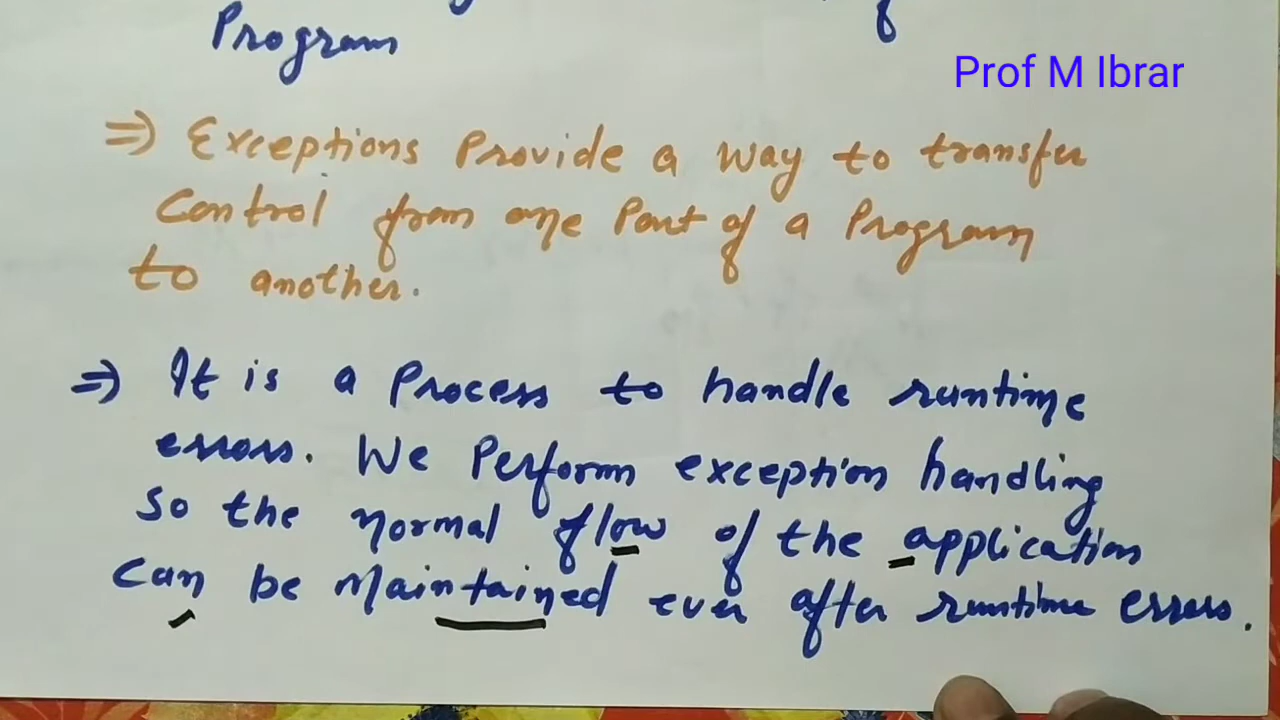 Program
Prof M Ibrar
⇒ Exceptions Provide a way to transfer
Control from one Part of a Program
to another.
⇒ It is a Process to handle runtime
errors. We Perform exception handling
so the normal flow of the application
can be maintained even after runtime errors.